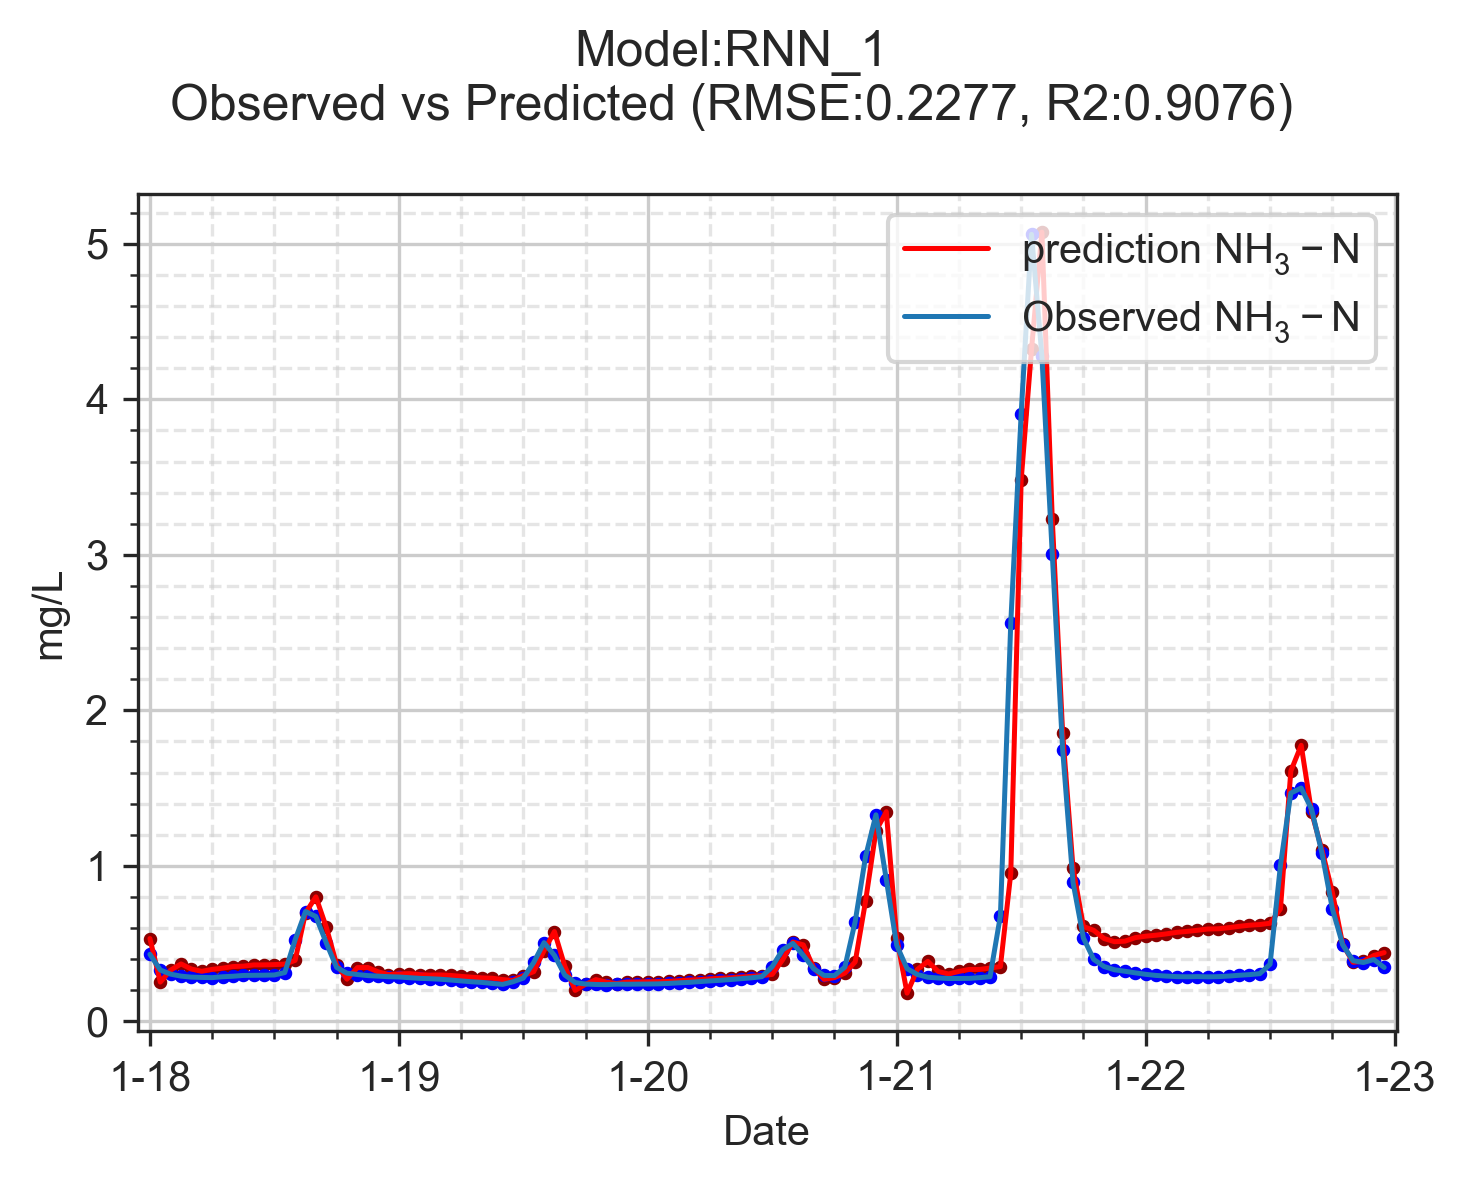 Model:RNN_1
Observed vs Predicted (RMSE:0.2277, R2:0.9076)
prediction NH₃ − N
Observed NH₃ − N
5
4
3
2
1
0
mg/L
1-18 1-19 1-20 1-21 1-22 1-23
Date